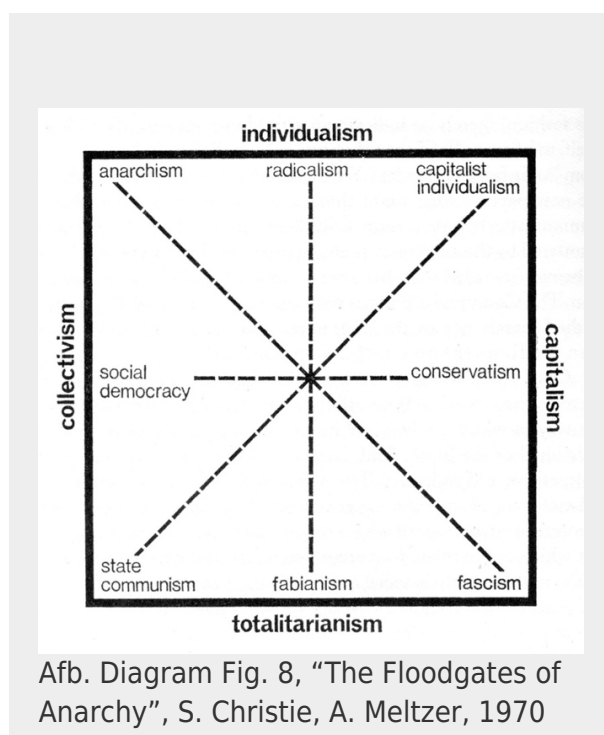 individualism
anarchism
radicalism
capitalist
individualism
collectivism
capitalism
social
democracy
conservatism
state
communism
fabianism
fascism
totalitarianism
Afb. Diagram Fig. 8, “The Floodgates of
Anarchy”, S. Christie, A. Meltzer, 1970